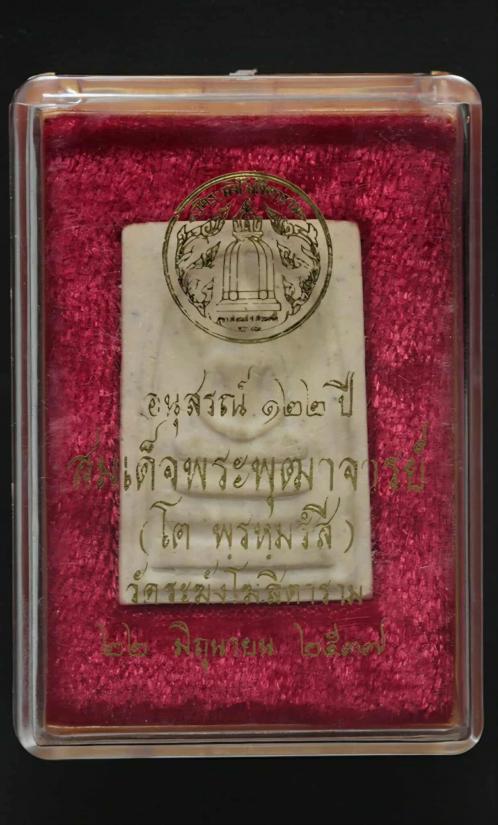 อนุสรณ์ ๑๒๒ ปี
สมเด็จพระพุฒาจารย์
(โต พฺรหฺมรํสี)
วัดระฆังโฆสิตาราม
๒๒ มิถุนายน ๒๕๓๗